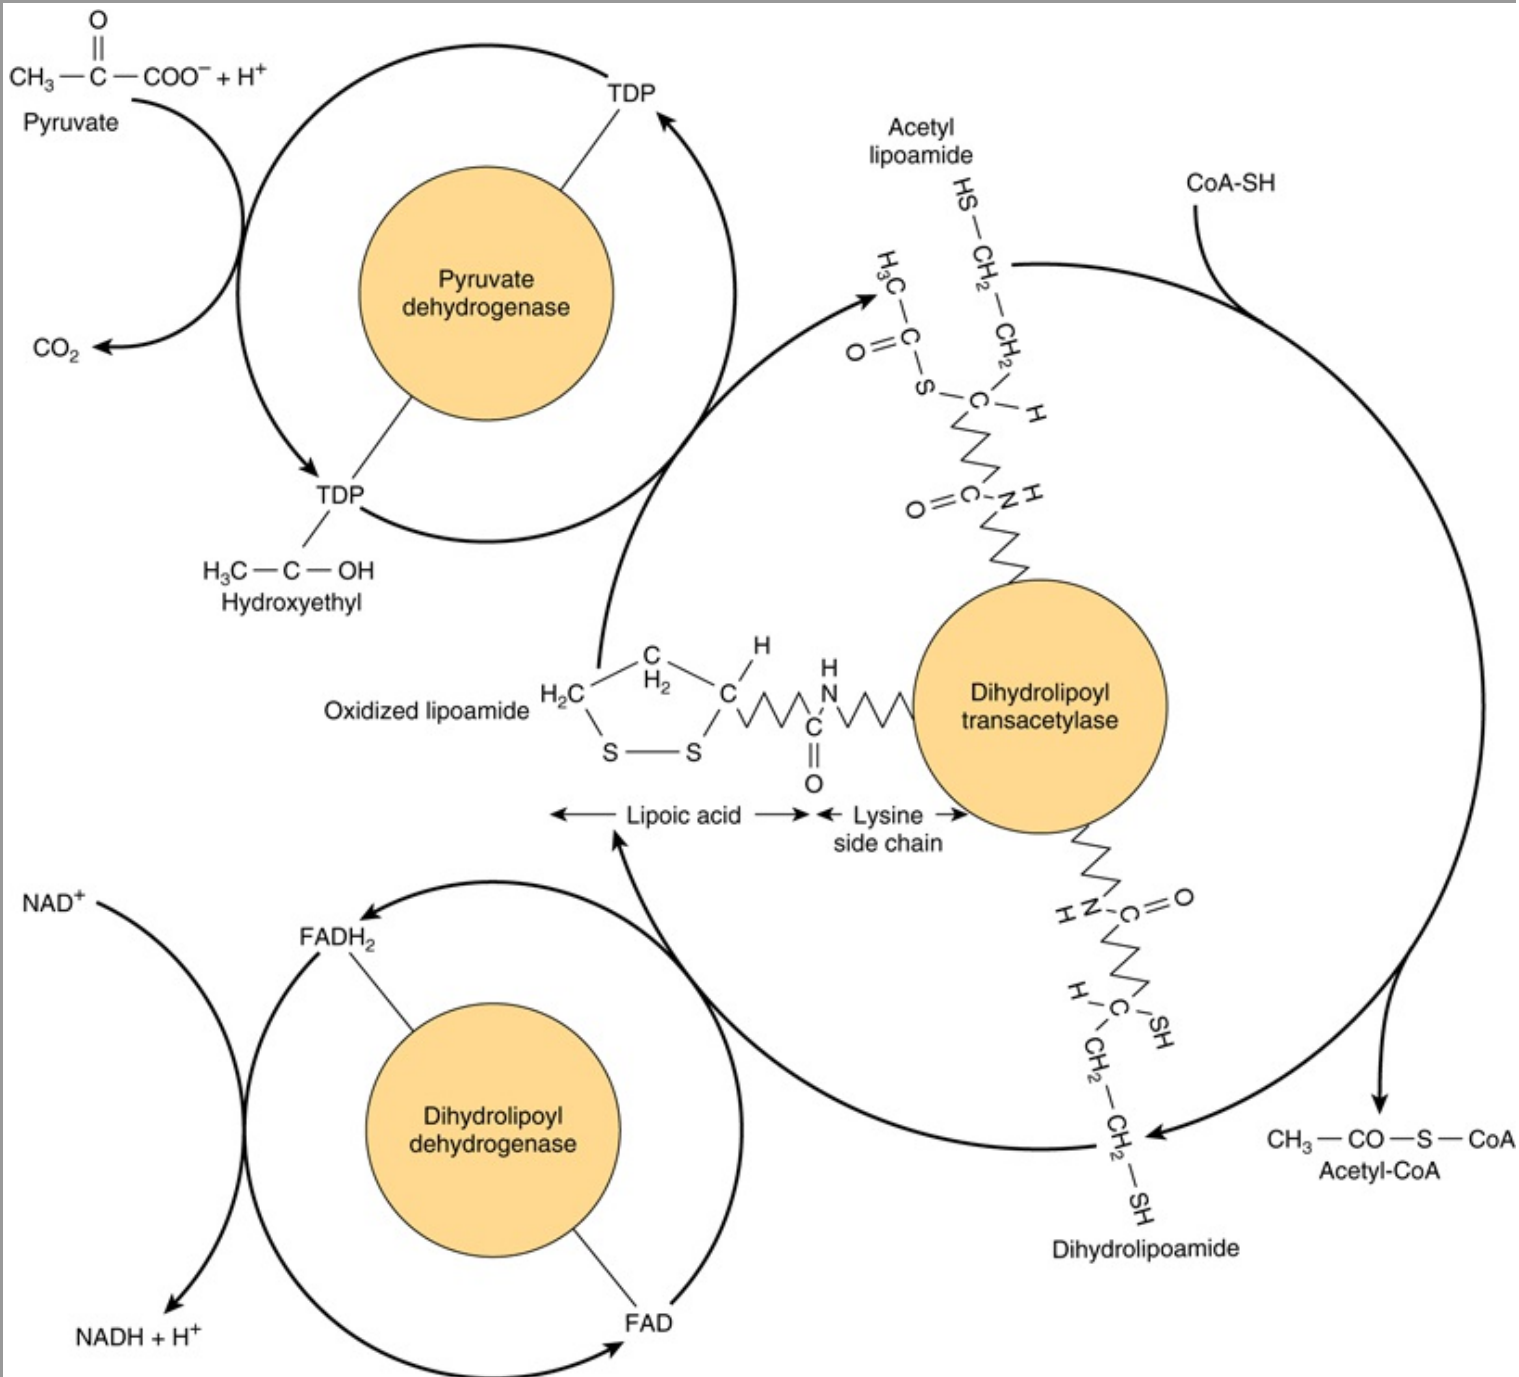 O
CH₃—C—COO⁻ + H⁺
Pyruvate
TDP
Acetyl
lipoamide
CoA-SH
HS
CH₂
CH₂
H₃C
C
O
S
C
H
Pyruvate
dehydrogenase
CO₂
TDP
H₃C—C—OH
Hydroxyethyl
O
C
N
H
Oxidized lipoamide
H₂C
C
H₂
C
H
S—S
H
N
C
O
Dihydrolipoyl
transacetylase
Lipoic acid
Lysine
side chain
NAD⁺
FADH₂
Dihydrolipoyl
dehydrogenase
FAD
NADH + H⁺
H
N
C
O
H
C
SH
CH₂
CH₂
SH
Dihydrolipoamide
CH₃—CO—S—CoA
Acetyl-CoA